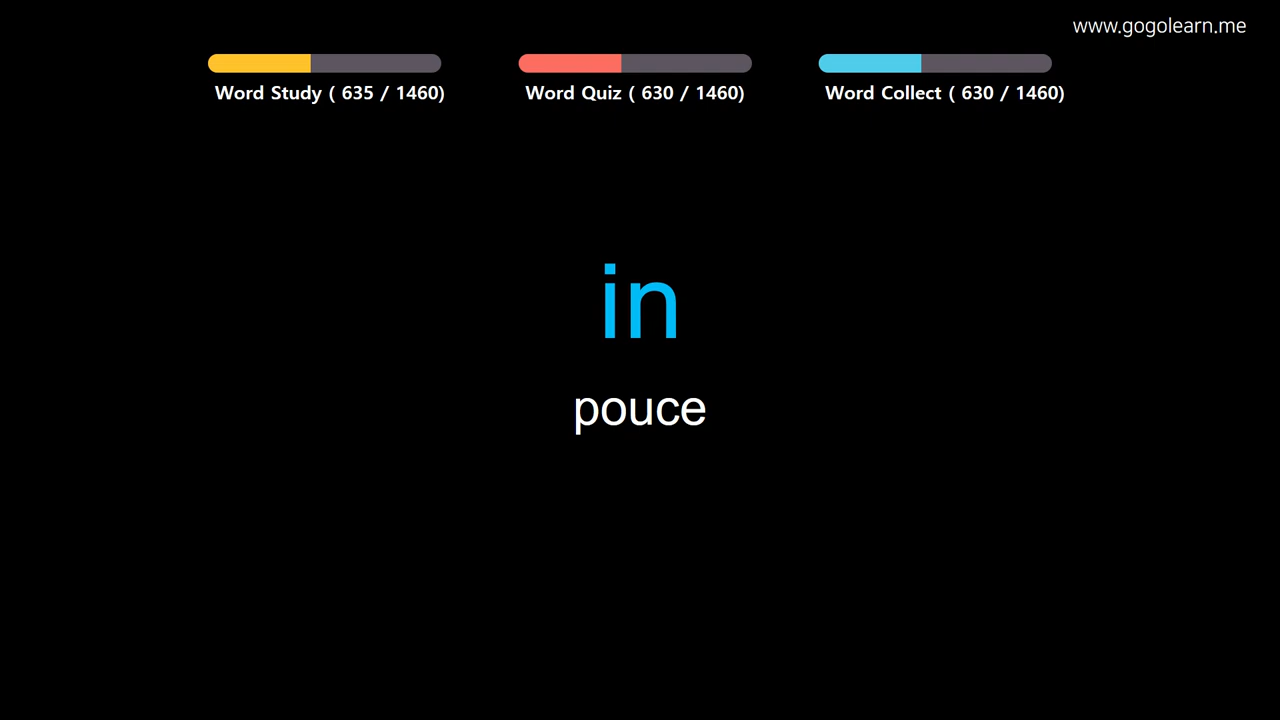 www.gogolearn.me
Word Study ( 635 / 1460)
Word Quiz ( 630 / 1460)
Word Collect ( 630 / 1460)
in
pouce